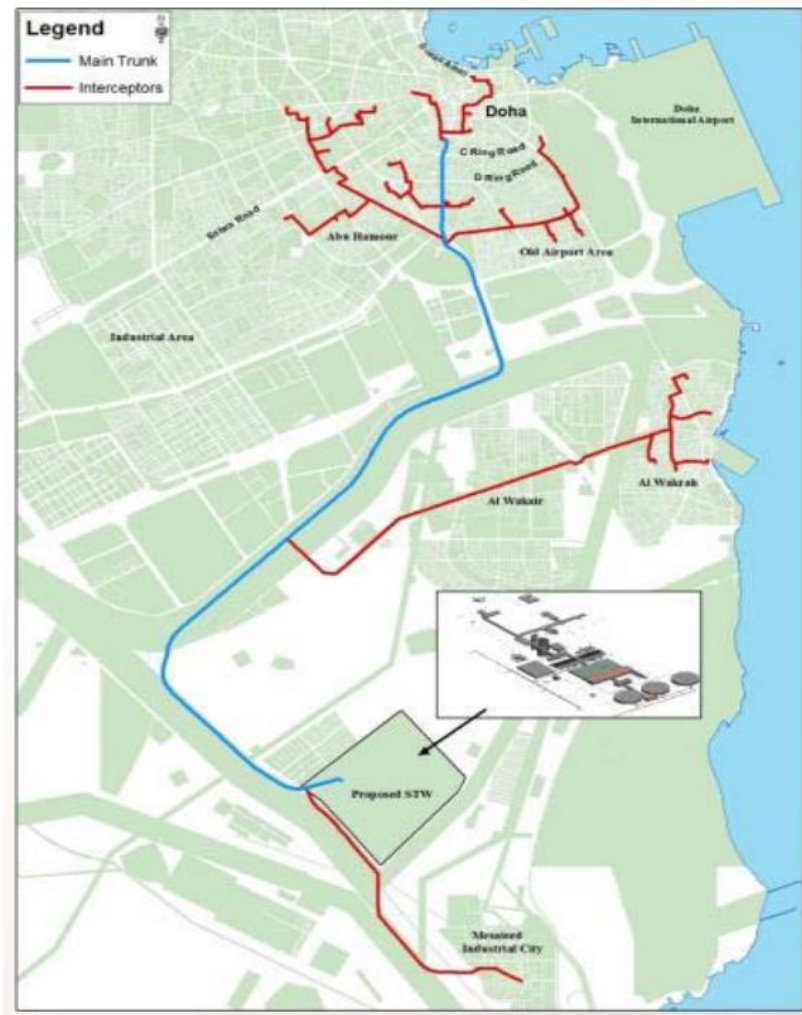 Legend
Main Trunk
Interceptors
Doha
Doha
International Airport
C Ring Road
D Ring Road
Salwa Road
Abu Hamour
Old Airport Area
Industrial Area
Al Wakrah
Al Wakair
Proposed STW
Mesaieed
Industrial City